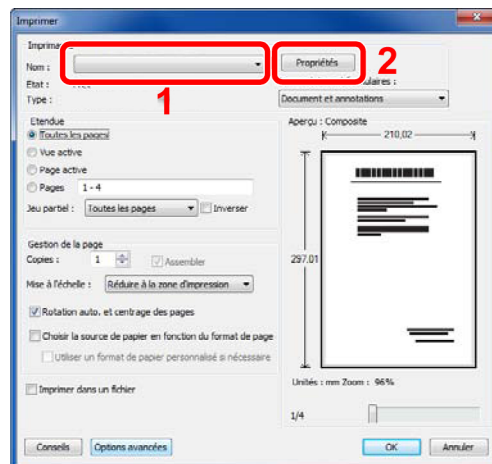 Imprimer
Nom :
Propriétés
2
Etat :
Type :
1
Document et annotations
Etendue
Toutes les pages
Vue active
Page active
Pages 1 - 4
Jeu partiel : Toutes les pages Inverser
Gestion de la page
Copies : 1 Assembler
Mise à l'échelle : Réduire à la zone d'impression
Rotation auto. et centrage des pages
Choisir la source de papier en fonction du format de page
Utiliser un format de papier personnalisé si nécessaire
Imprimer dans un fichier
Aperçu : Composite
210,02
297,01
Unités : mm Zoom : 96%
1/4
Conseils Options avancées OK Annuler